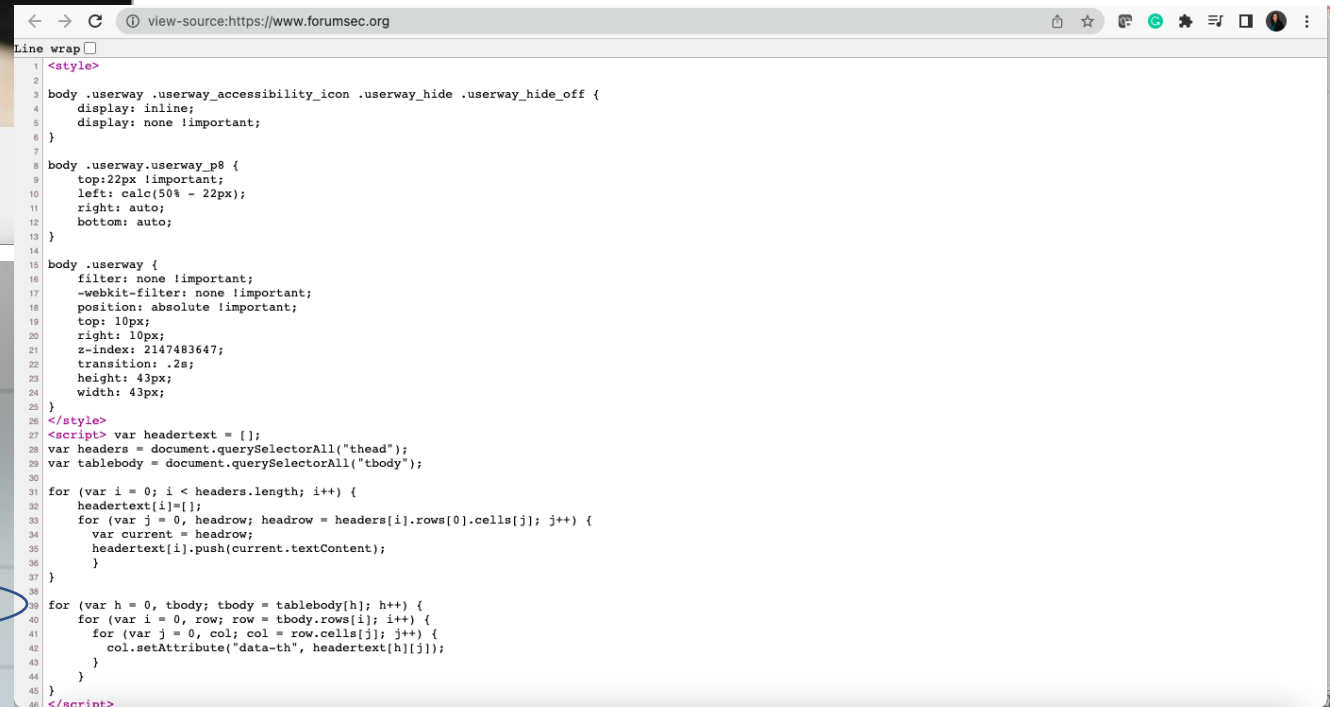 view-source:https://www.forumsec.org
Line wrap
1 <style>
2
3 body .userway .userway_accessibility_icon .userway_hide .userway_hide_off {
4     display: inline;
5     display: none !important;
6 }
7
8 body .userway.userway_p8 {
9     top:22px !important;
10     left: calc(50% - 22px);
11     right: auto;
12     bottom: auto;
13 }
14
15 body .userway {
16     filter: none !important;
17     -webkit-filter: none !important;
18     position: absolute !important;
19     top: 10px;
20     right: 10px;
21     z-index: 2147483647;
22     transition: .2s;
23     height: 43px;
24     width: 43px;
25 }
26 </style>
27 <script> var headertext = [];
28 var headers = document.querySelectorAll("thead");
29 var tablebody = document.querySelectorAll("tbody");
30
31 for (var i = 0; i < headers.length; i++) {
32     headertext[i]=[];
33     for (var j = 0, headrow; headrow = headers[i].rows[0].cells[j]; j++) {
34       var current = headrow;
35       headertext[i].push(current.textContent);
36       }
37 }
38
39 for (var h = 0, tbody; tbody = tablebody[h]; h++) {
40     for (var i = 0, row; row = tbody.rows[i]; i++) {
41       for (var j = 0, col; col = row.cells[j]; j++) {
42         col.setAttribute("data-th", headertext[h][j]);
43       }
44     }
45 }
46 </script>